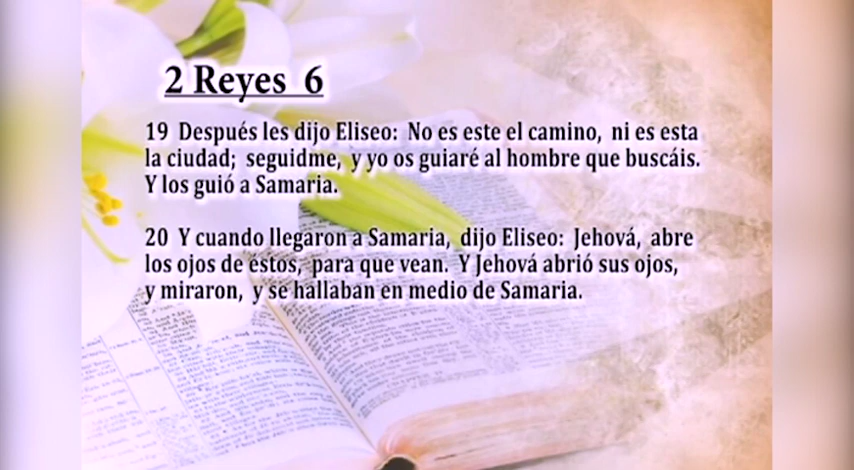 2 Reyes 6
19 Después les dijo Eliseo: No es este el camino, ni es esta
la ciudad; seguidme, y yo os guiaré al hombre que buscáis.
Y los guió a Samaria.
20 Y cuando llegaron a Samaria, dijo Eliseo: Jehová, abre
los ojos de éstos, para que vean. Y Jehová abrió sus ojos,
y miraron, y se hallaban en medio de Samaria.